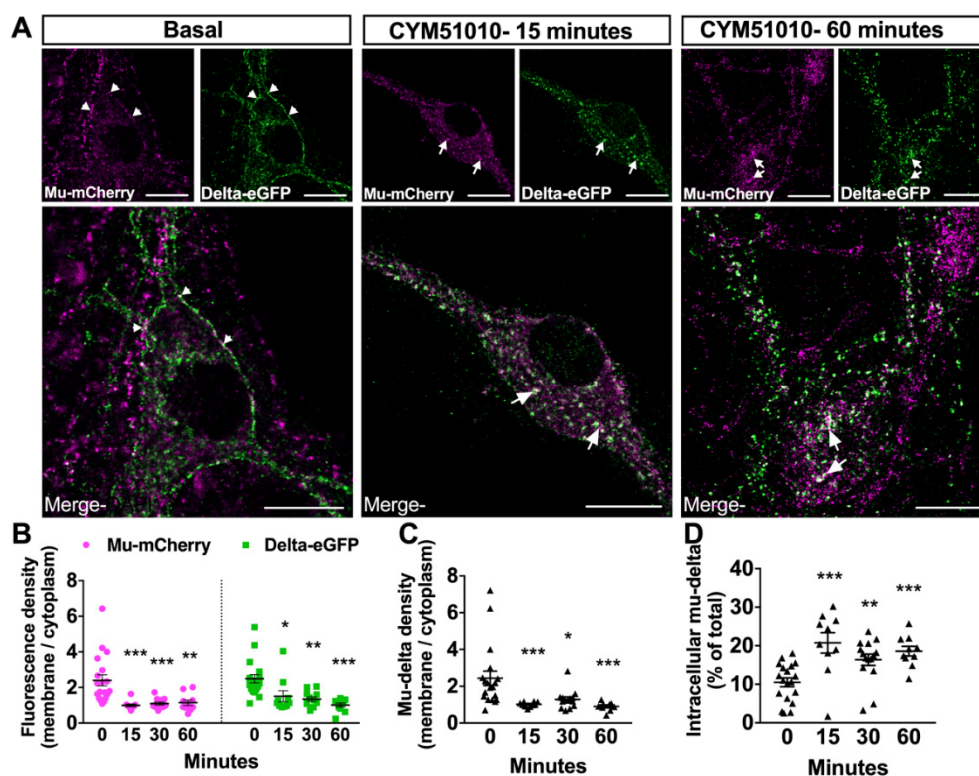 A
Basal
CYM51010- 15 minutes
CYM51010- 60 minutes
Mu-mCherry
Delta-eGFP
Mu-mCherry
Delta-eGFP
Mu-mCherry
Delta-eGFP
Merge-
Merge-
Merge-
B
Mu-mCherry
Delta-eGFP
Fluorescence density
(membrane / cytoplasm)
8
6
4
2
0
***
***
**
*
**
***
0 15 30 60 0 15 30 60
Minutes
C
Mu-delta density
(membrane / cytoplasm)
8
6
4
2
0
***
*
***
0 15 30 60
Minutes
D
Intracellular mu-delta
(% of total)
40
30
20
10
0
***
**
***
0 15 30 60
Minutes